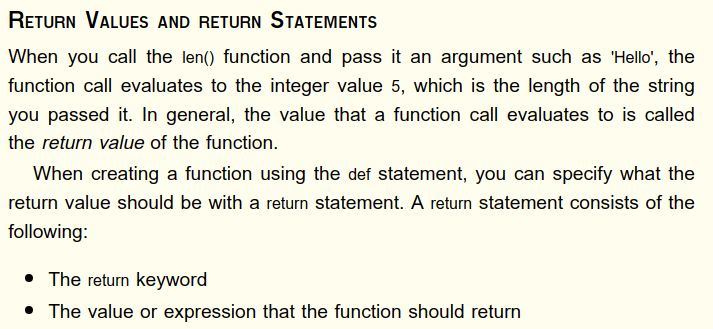 RETURN VALUES AND RETURN STATEMENTS
When you call the len() function and pass it an argument such as 'Hello', the
function call evaluates to the integer value 5, which is the length of the string
you passed it. In general, the value that a function call evaluates to is called
the return value of the function.
When creating a function using the def statement, you can specify what the
return value should be with a return statement. A return statement consists of the
following:
• The return keyword
• The value or expression that the function should return